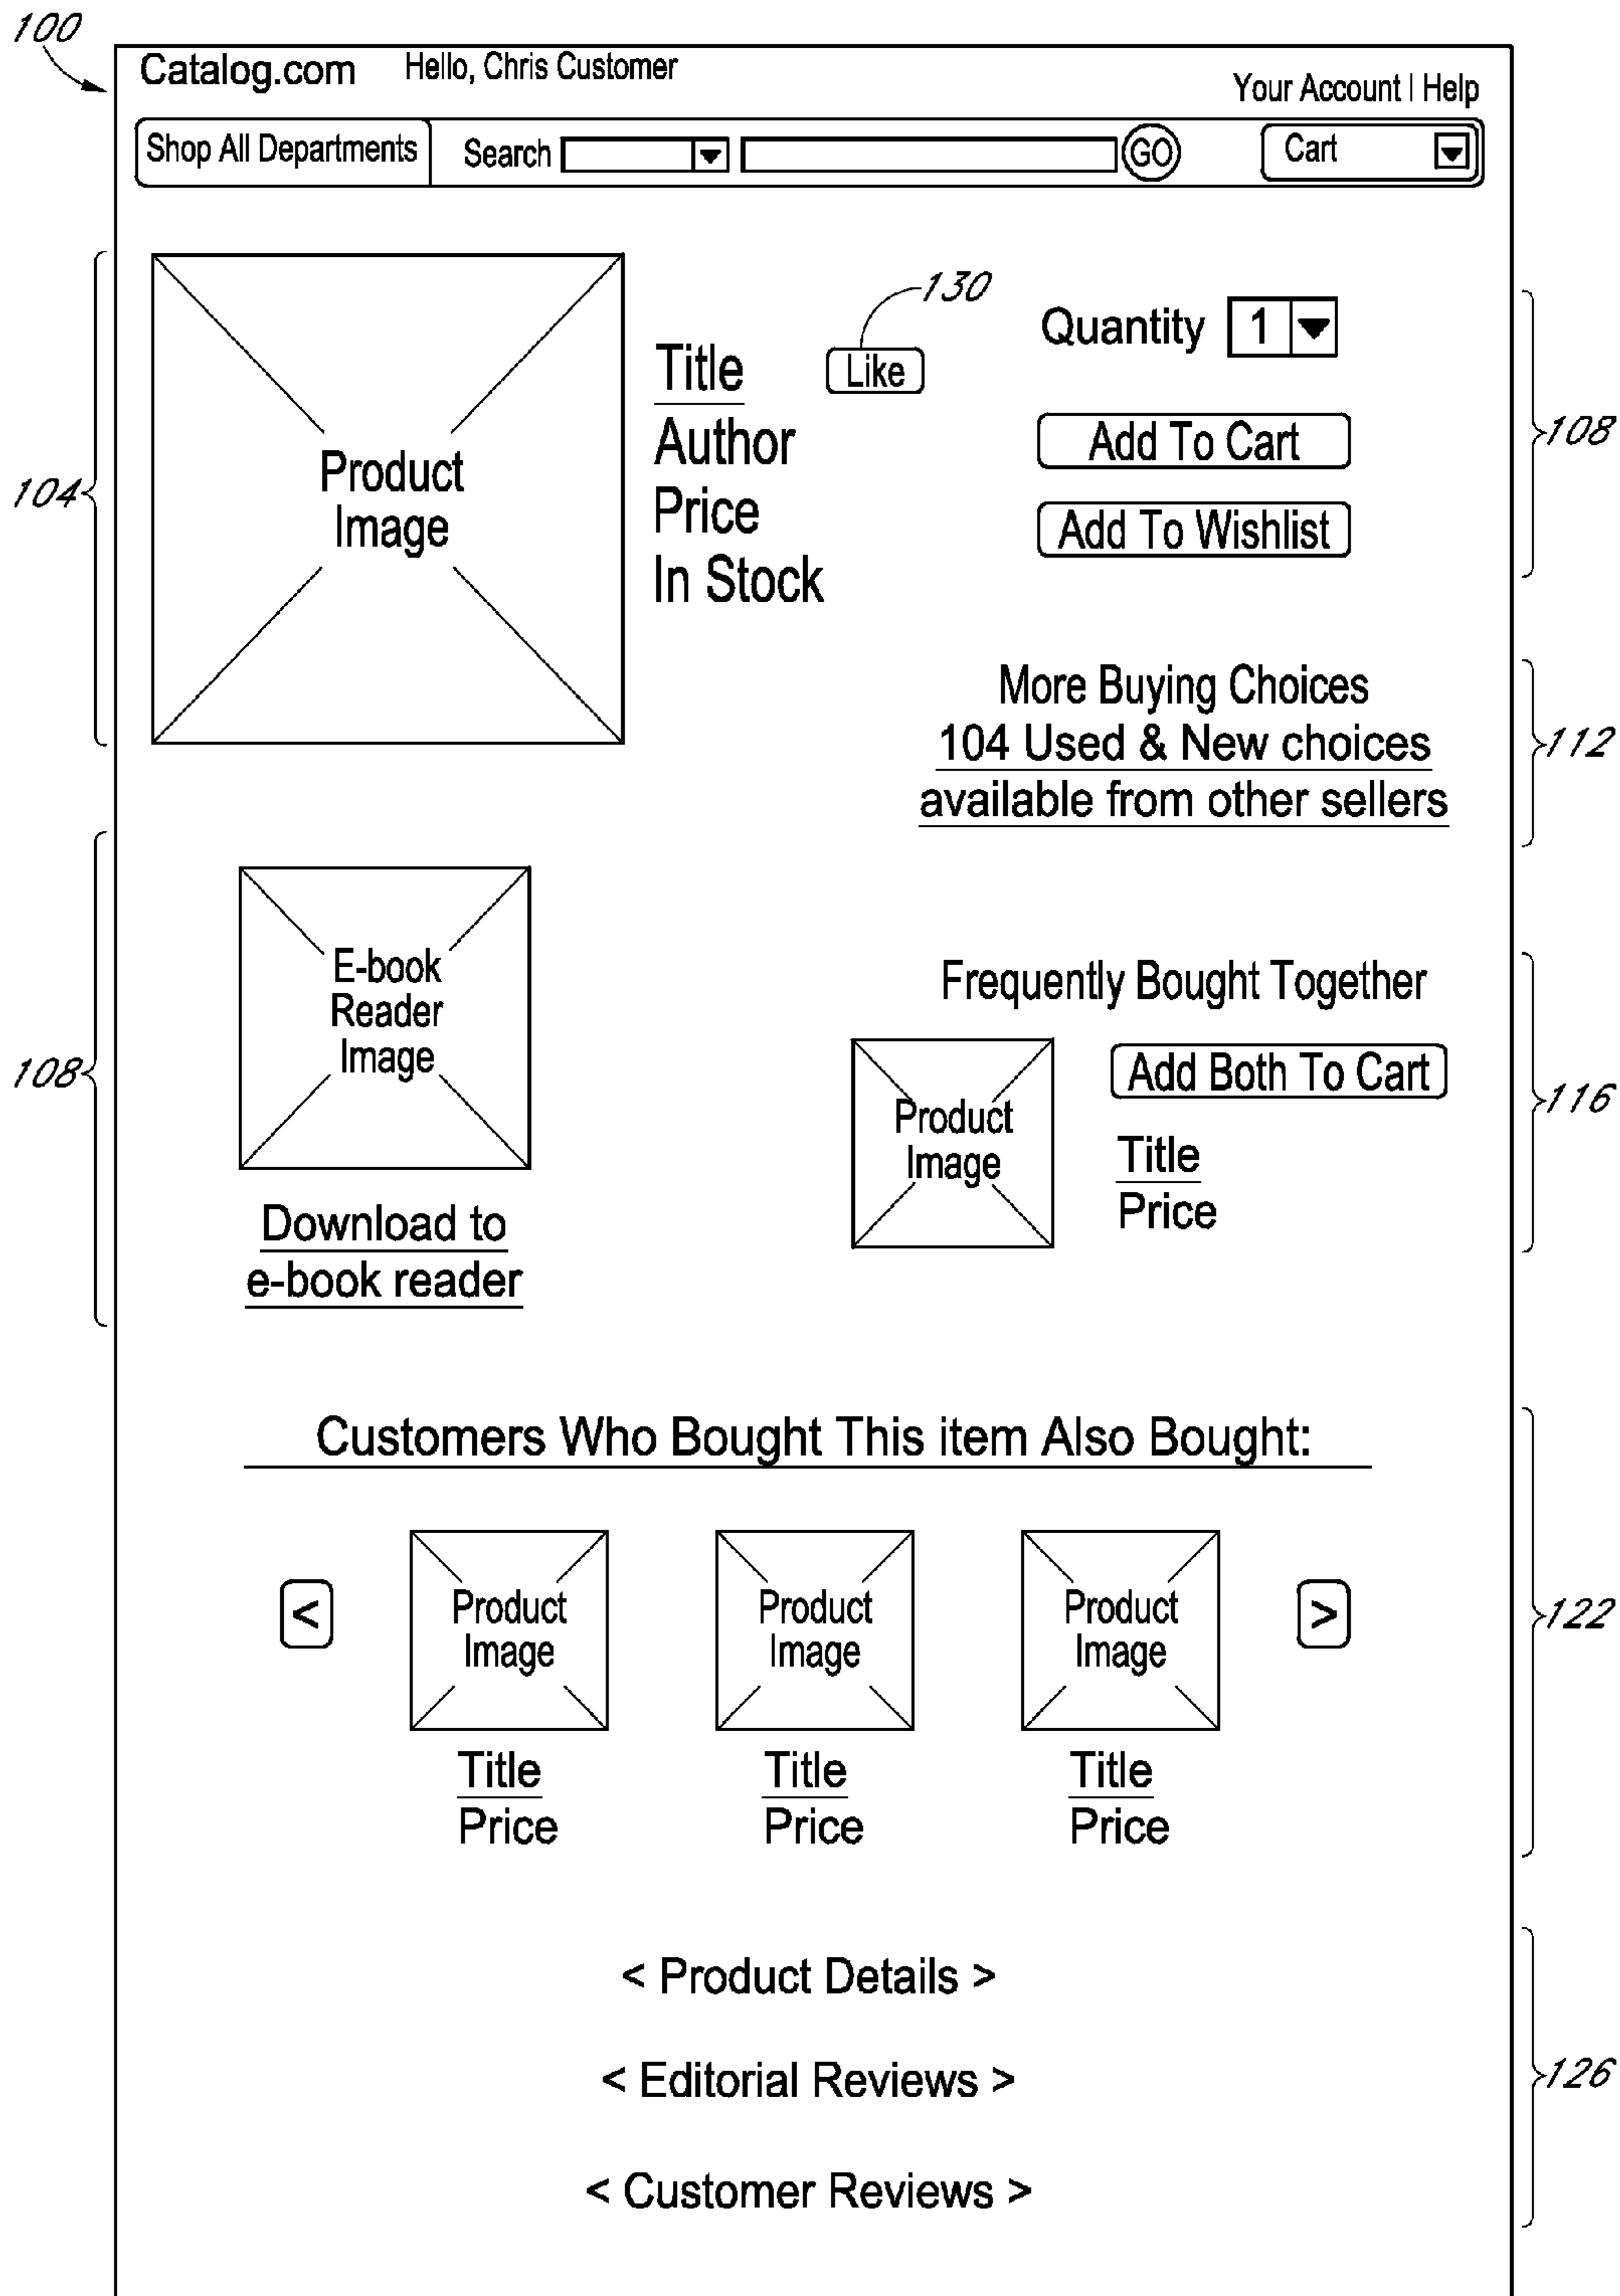 100
Catalog.com Hello, Chris Customer
Your Account | Help
Shop All Departments Search GO Cart
130
104
Product
Image
Title Like
Author
Price
In Stock
Quantity 1
Add To Cart
Add To Wishlist
108
More Buying Choices
104 Used & New choices
available from other sellers
112
108
E-book
Reader
Image
Download to
e-book reader
Frequently Bought Together
Product
Image
Add Both To Cart
Title
Price
116
Customers Who Bought This item Also Bought:
< Product Product Product >
Image Image Image
Title Title Title
Price Price Price
122
< Product Details >
< Editorial Reviews >
< Customer Reviews >
126